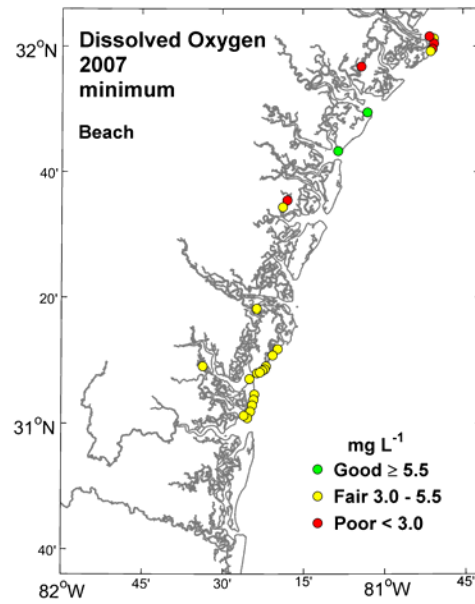 Dissolved Oxygen
2007
minimum
Beach
32°N
40'
20'
31°N
40'
mg L⁻¹
Good ≥ 5.5
Fair 3.0 - 5.5
Poor < 3.0
82°W 45' 30' 15' 81°W 45'